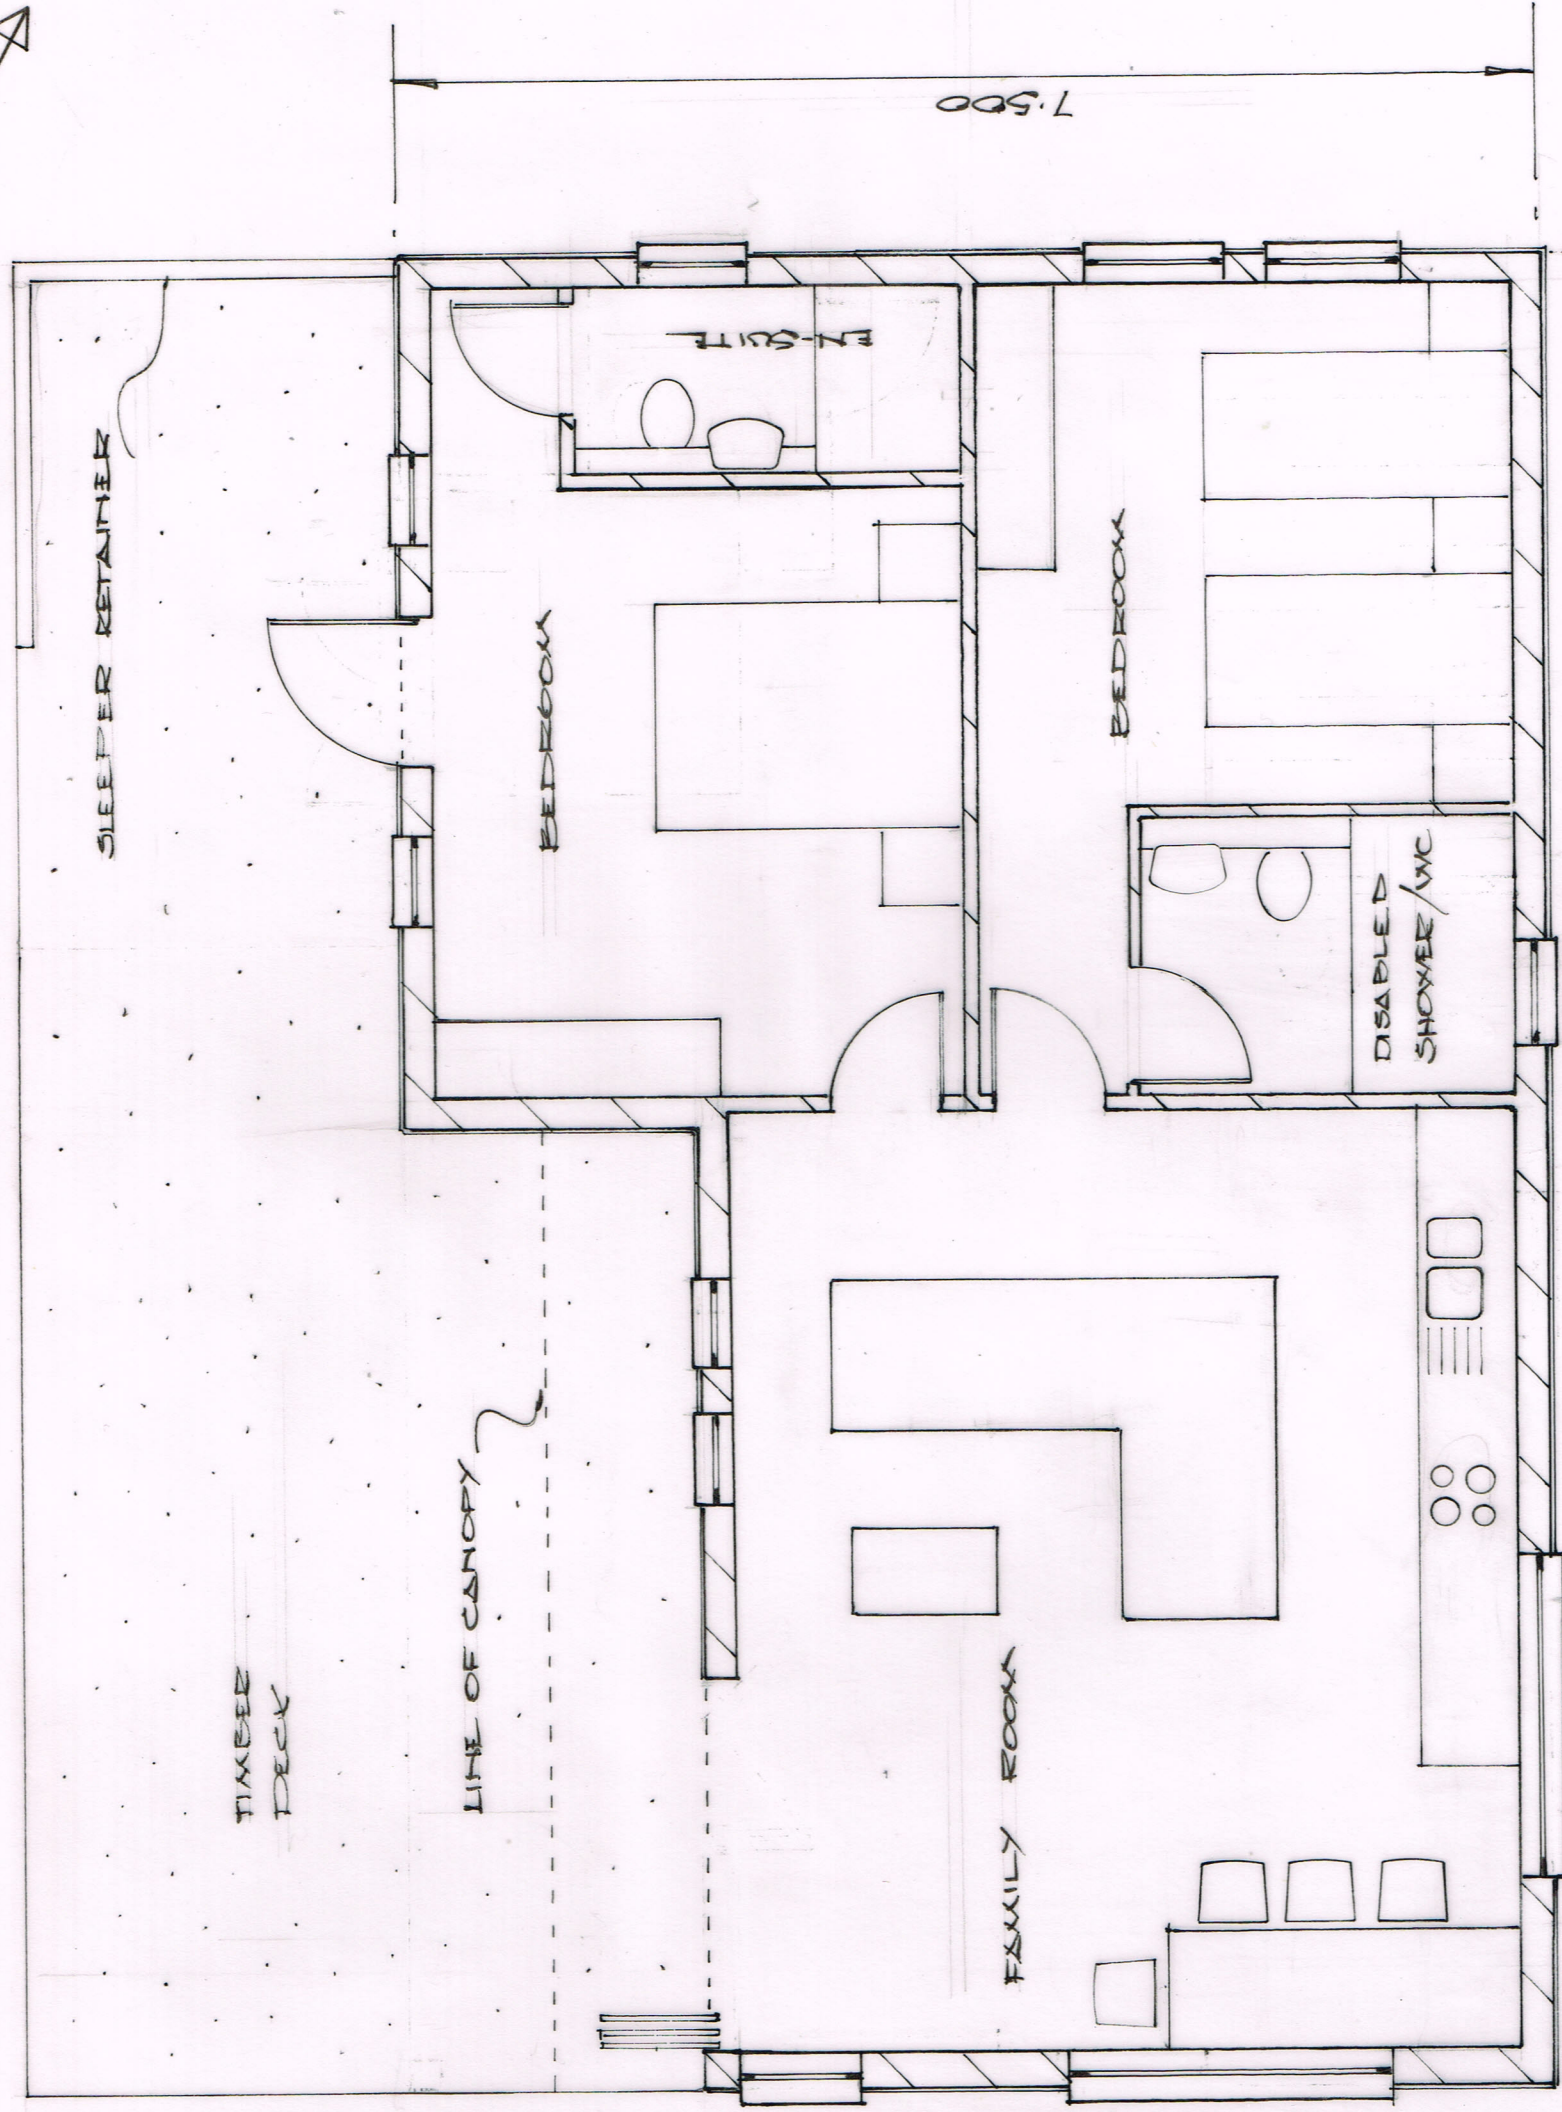 7.500
EN-SUITE
SLEEPER RETAINER
BEDROOM
BEDROOM
DISABLED
SHOWER/WC
LINE OF CANOPY
TIMBER
DECK
FAMILY ROOM